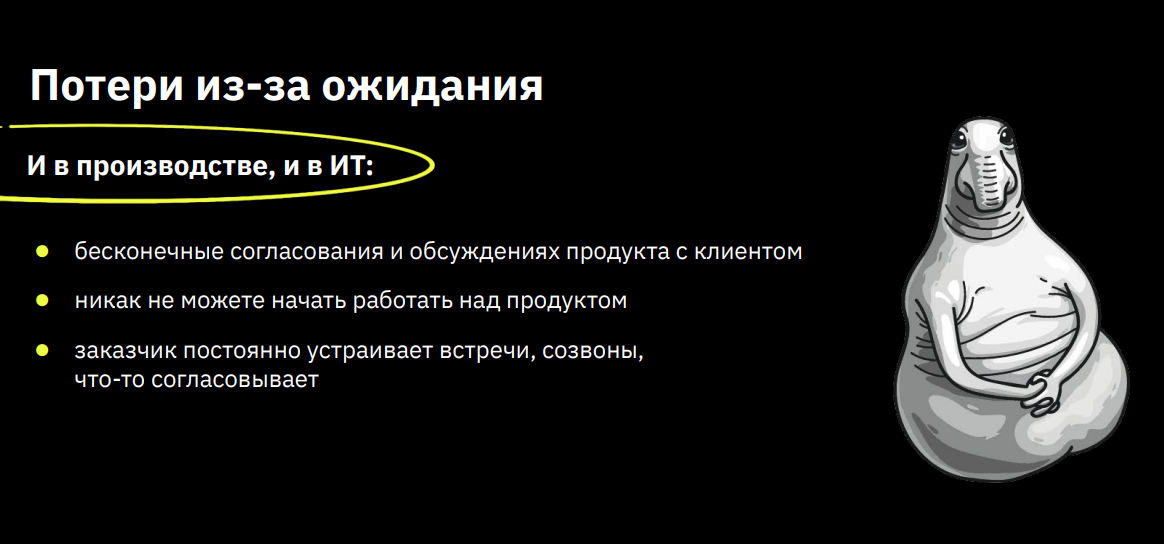 Потери из-за ожидания
И в производстве, и в ИТ:
бесконечные согласования и обсуждениях продукта с клиентом
никак не можете начать работать над продуктом
заказчик постоянно устраивает встречи, созвоны,
что-то согласовывает